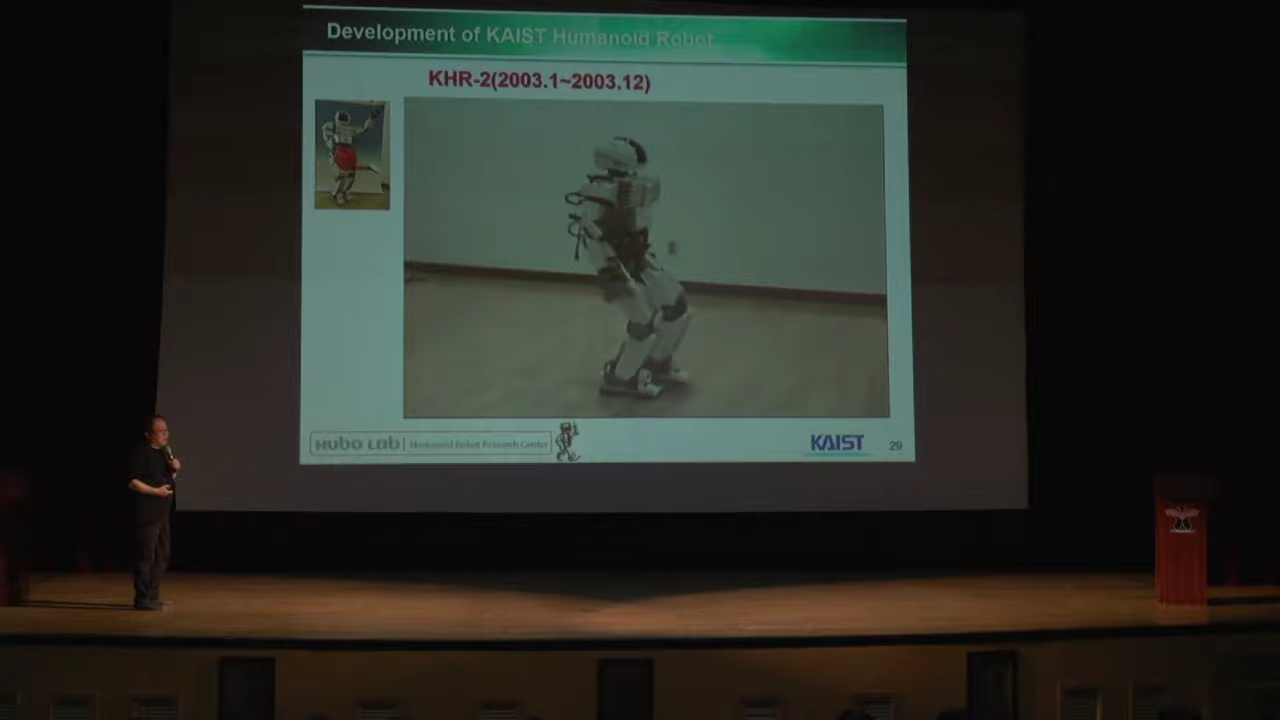 Development of KAIST Humanoid Robot
KHR-2(2003.1~2003.12)
HUBO LAB | Humanoid Robot Research Center
KAIST
29